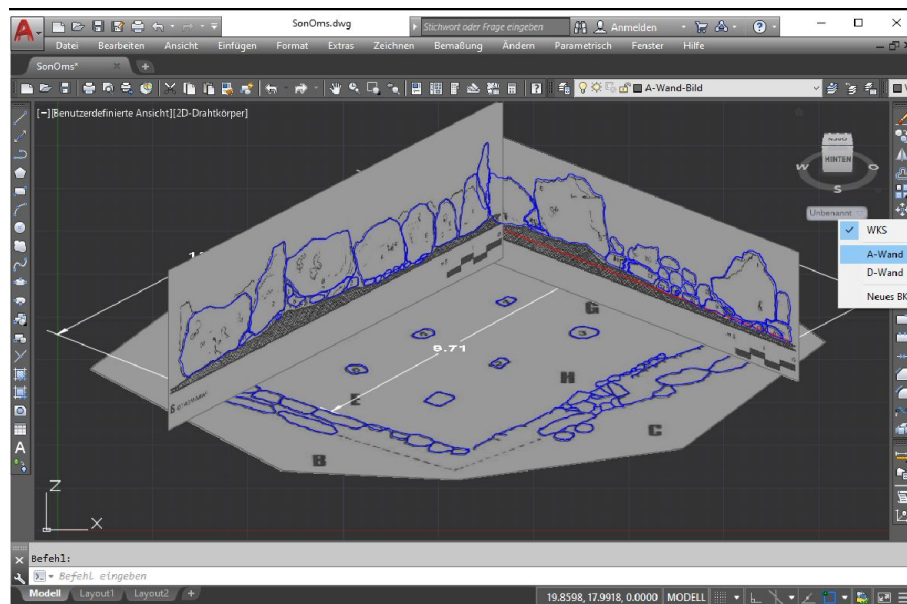 A SonOms.dwg Stichwort oder Frage eingeben Anmelden ?
Datei Bearbeiten Ansicht Einfügen Format Extras Zeichnen Bemaßung Ändern Parametrisch Fenster Hilfe
SonOms*
A-Wand-Bild
[−][Benutzerdefinierte Ansicht][2D-Drahtkörper]
HINTEN
W O
S
Unbenannt
WKS
A-Wand
D-Wand
Neues BK
G
9.71
H
E
C
B
Z
X
A
Befehl:
Befehl eingeben
Modell Layout1 Layout2 +
19.8598, 17.9918, 0.0000 MODELL